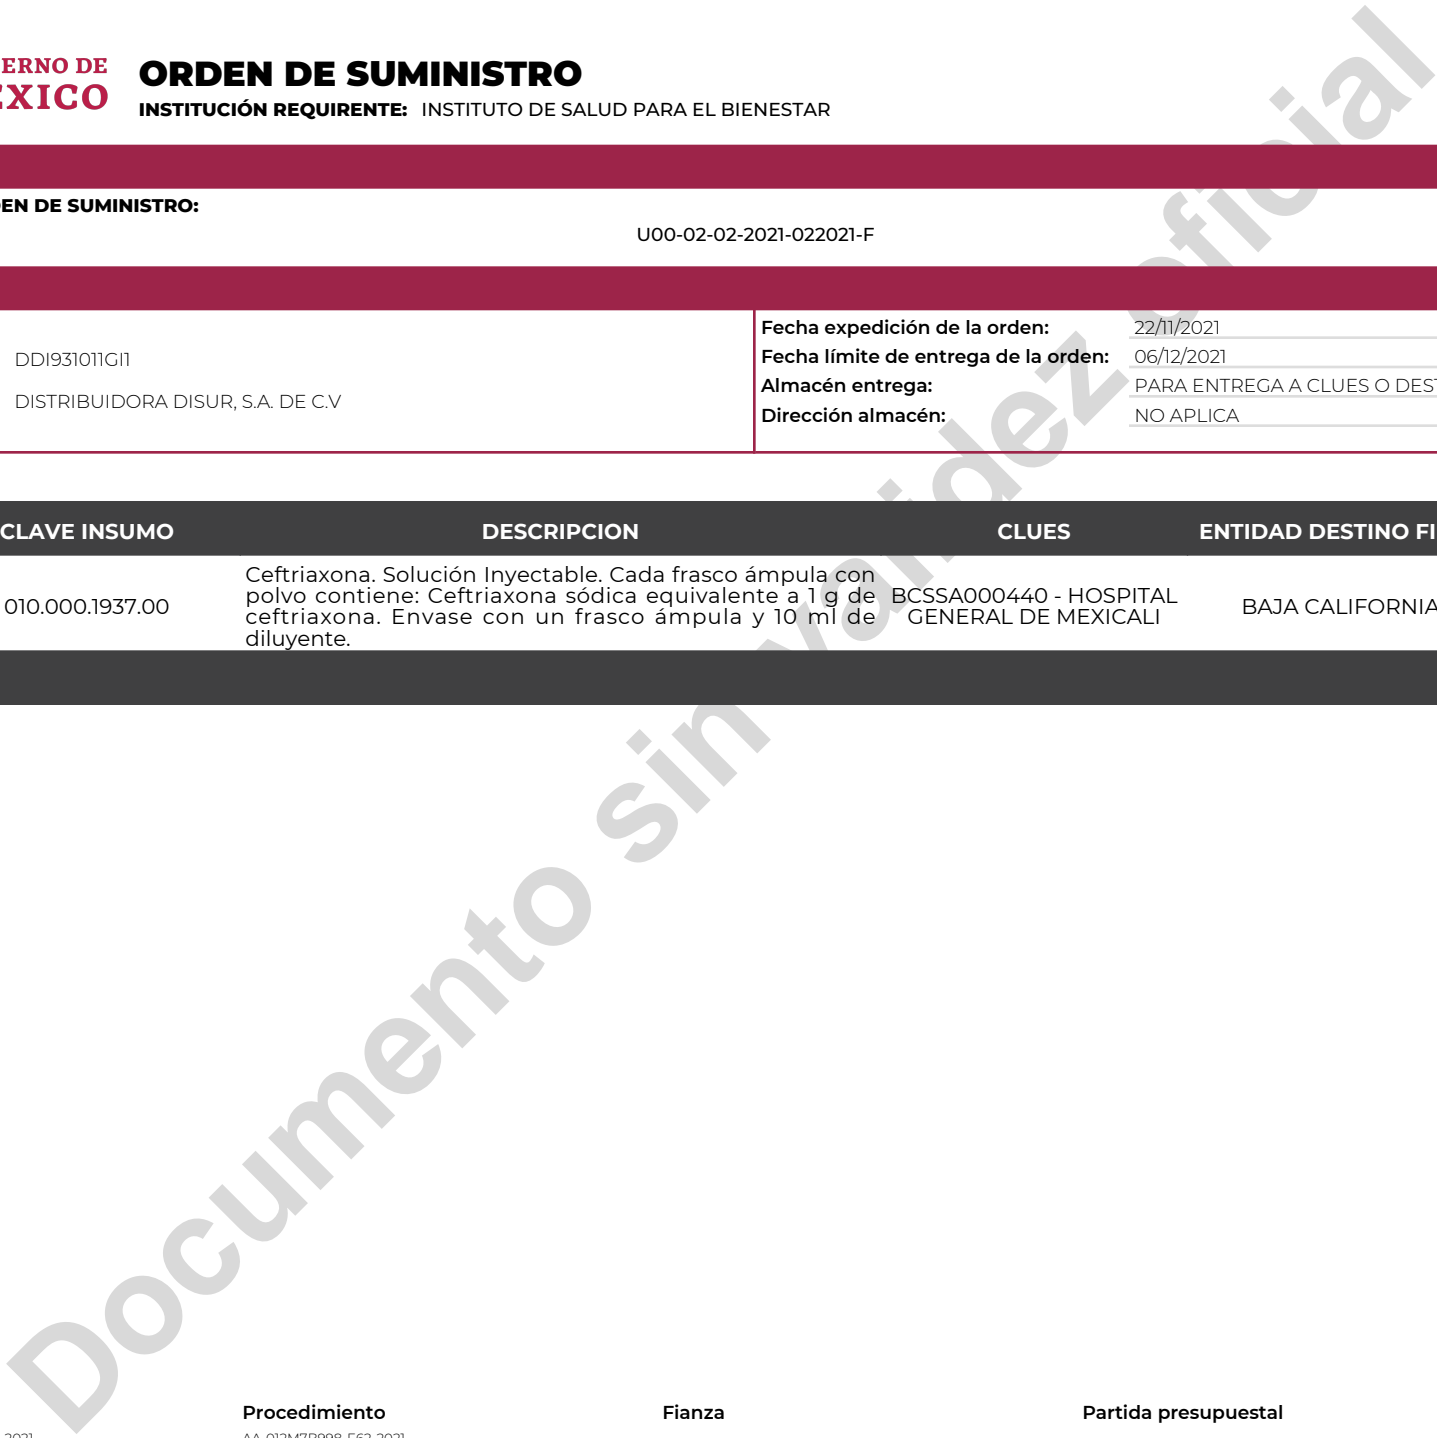 ERNO DE
EXICO
ORDEN DE SUMINISTRO
INSTITUCIÓN REQUIRENTE: INSTITUTO DE SALUD PARA EL BIENESTAR
EN DE SUMINISTRO:
U00-02-02-2021-022021-F
DDI931011GI1
DISTRIBUIDORA DISUR, S.A. DE C.V
Fecha expedición de la orden: 22/11/2021
Fecha límite de entrega de la orden: 06/12/2021
Almacén entrega: PARA ENTREGA A CLUES O DEST
Dirección almacén: NO APLICA
CLAVE INSUMO DESCRIPCION CLUES ENTIDAD DESTINO FI
010.000.1937.00
Ceftriaxona. Solución Inyectable. Cada frasco ámpula con
polvo contiene: Ceftriaxona sódica equivalente a 1 g de
ceftriaxona. Envase con un frasco ámpula y 10 ml de
diluyente.
BCSSA000440 - HOSPITAL
GENERAL DE MEXICALI
BAJA CALIFORNIA
Documento sin validez oficial
Procedimiento Fianza Partida presupuestal